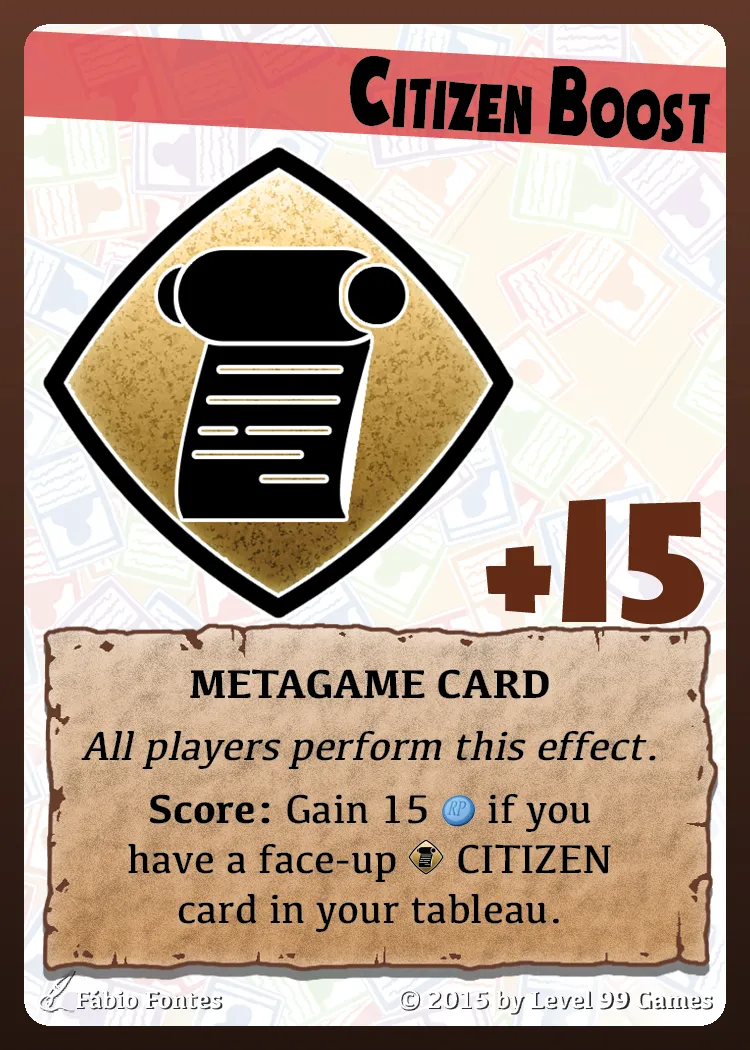 Citizen Boost
+15
METAGAME CARD
All players perform this effect.
Score: Gain 15 RP if you
have a face-up CITIZEN
card in your tableau.
Fábio Fontes
© 2015 by Level 99 Games